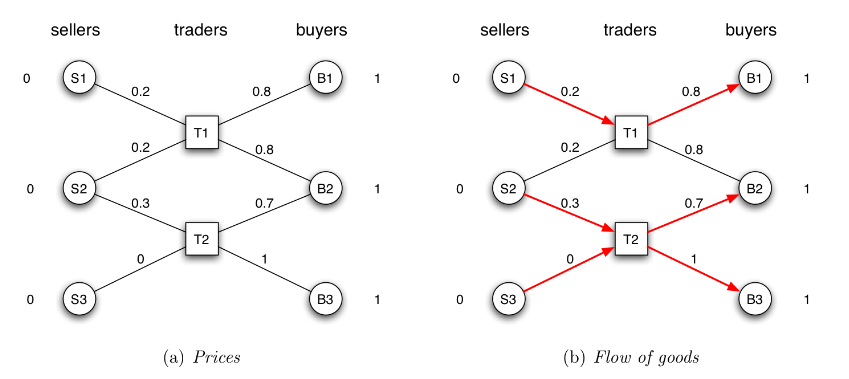 sellers traders buyers sellers traders buyers
0 S1 B1 1 0 S1 B1 1
0.2 0.8 0.2 0.8
T1 T1
0.2 0.8 0.2 0.8
0 S2 B2 1 0 S2 B2 1
0.3 0.7 0.3 0.7
T2 T2
0 1 0 1
0 S3 B3 1 0 S3 B3 1
(a) Prices (b) Flow of goods